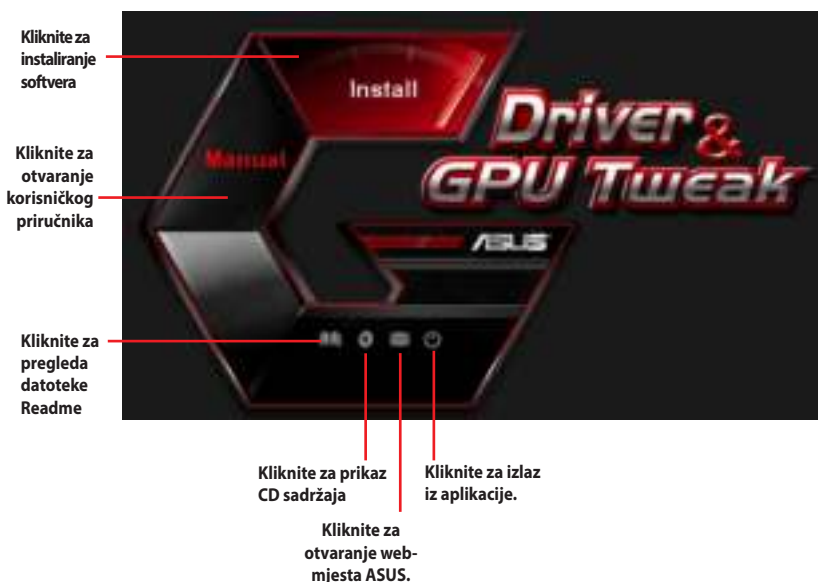 Kliknite za
instaliranje
softvera
Install
Driver &
GPU Tweak
Manual
Kliknite za
otvaranje
korisničkog
priručnika
ASUS
Kliknite za
pregleda
datoteke
Readme
Kliknite za prikaz
CD sadržaja
Kliknite za izlaz
iz aplikacije.
Kliknite za
otvaranje web-
mjesta ASUS.